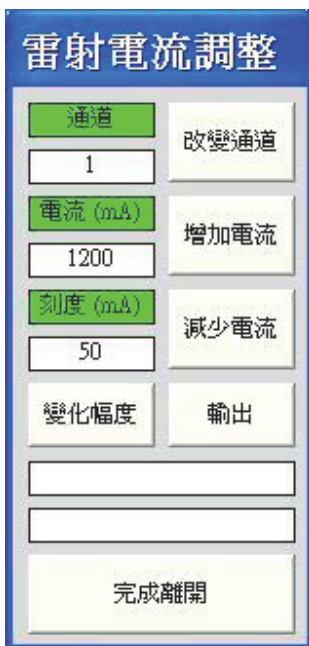 雷射電流調整
通道
1
改變通道
電流 (mA)
1200
增加電流
刻度 (mA)
50
減少電流
變化幅度
輸出
完成離開